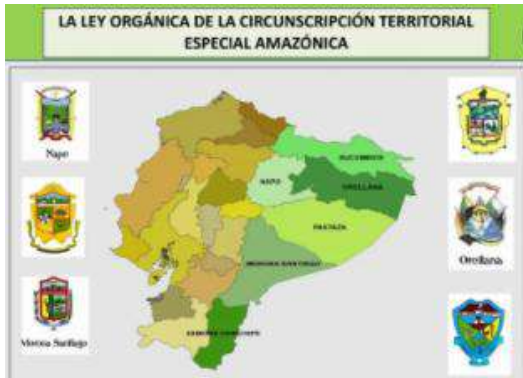 LA LEY ORGÁNICA DE LA CIRCUNSCRIPCIÓN TERRITORIAL
ESPECIAL AMAZÓNICA
Napo
Morona Santiago
SUCUMBIOS
NAPO
ORELLANA
PASTAZA
MORONA SANTIAGO
ZAMORA CHINCHIPE
Orellana